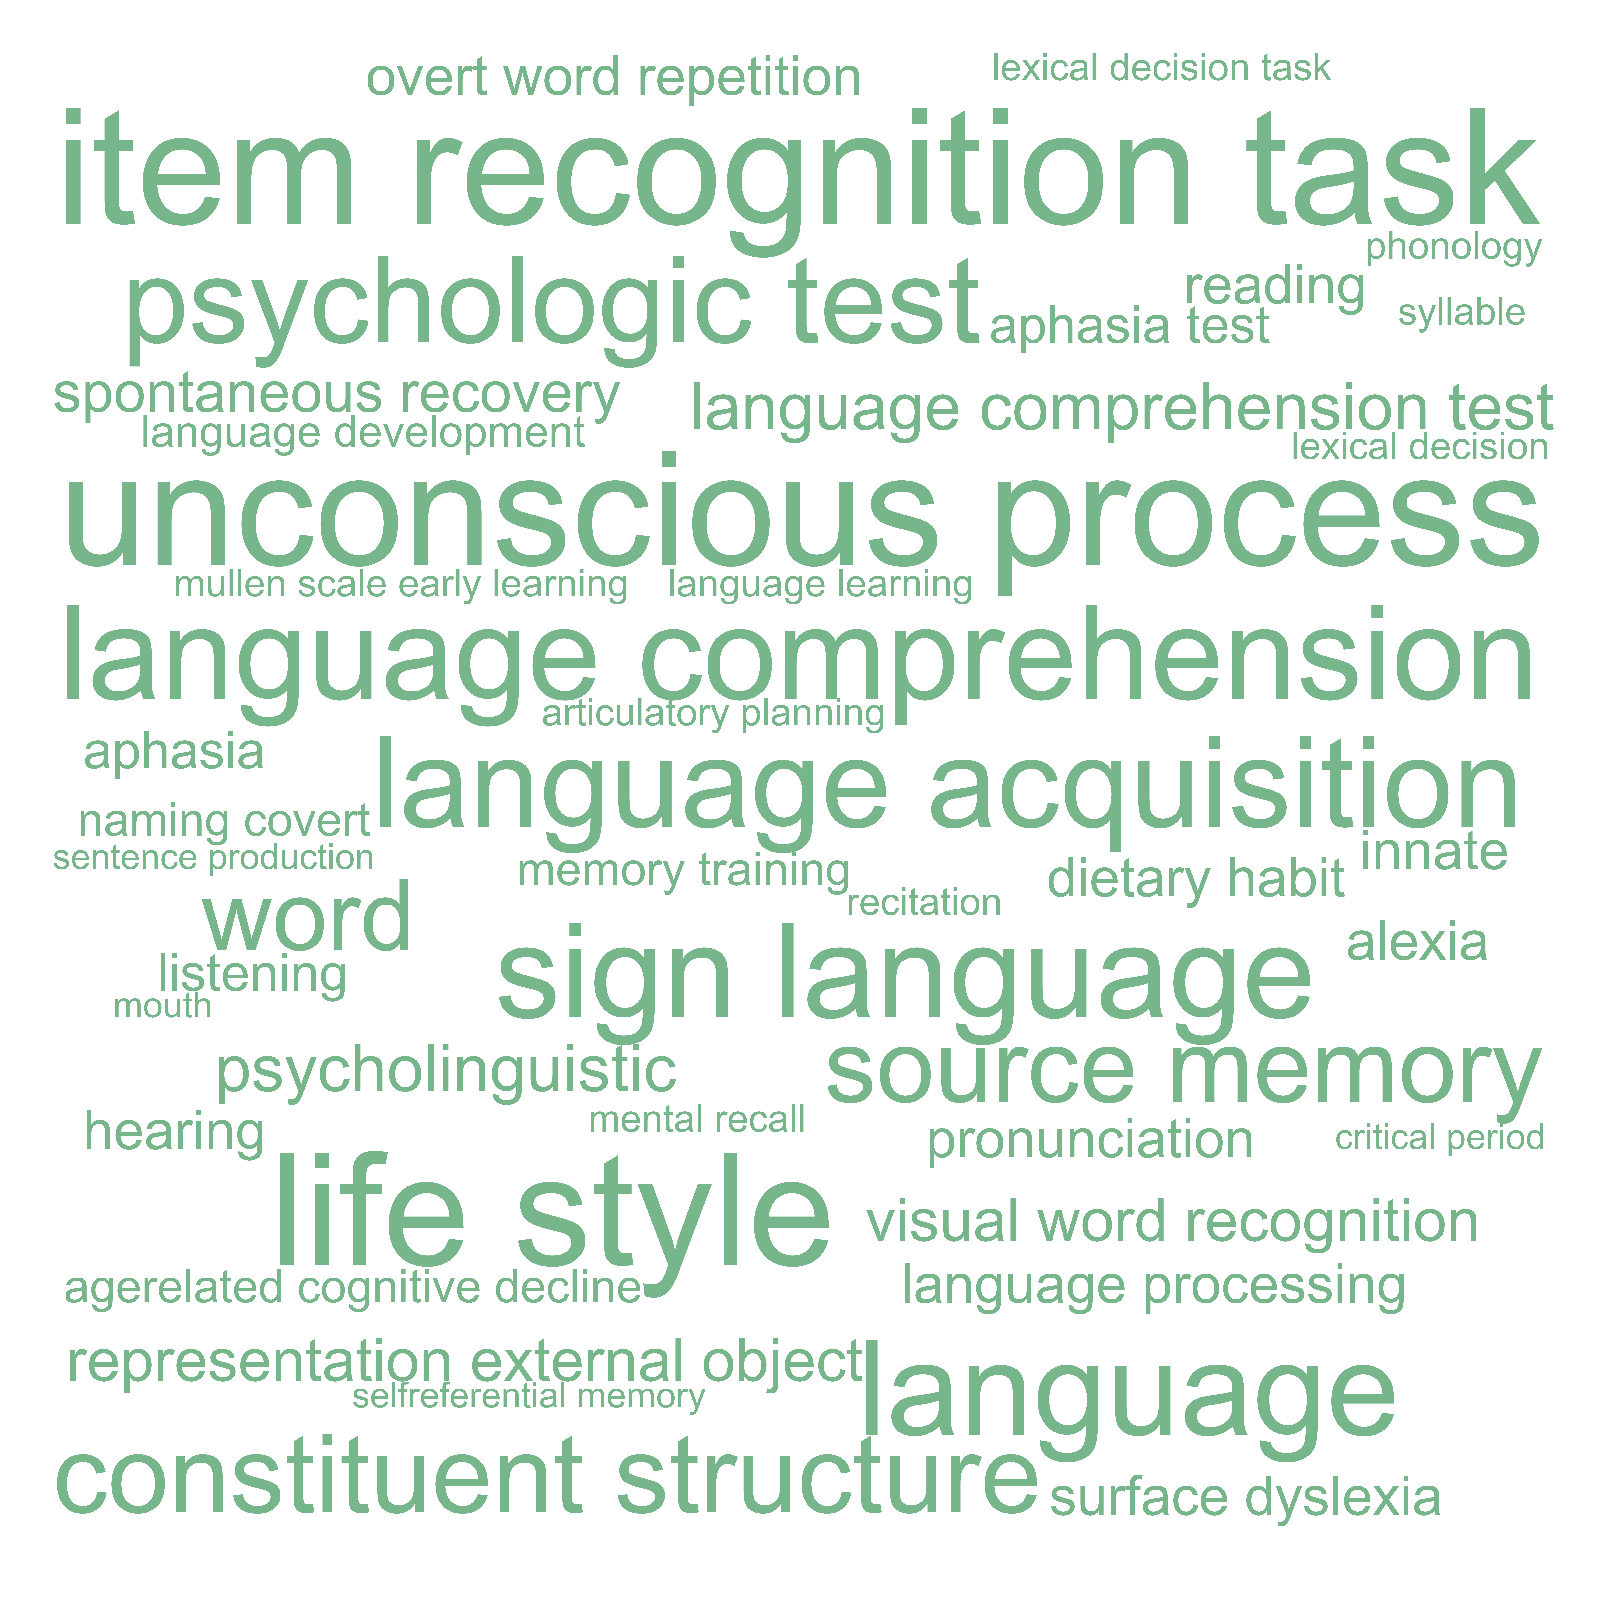 overt word repetition
lexical decision task
item recognition task
phonology
psychologic test
reading
syllable
aphasia test
spontaneous recovery
language comprehension test
language development
lexical decision
unconscious process
mullen scale early learning
language learning
language comprehension
articulatory planning
aphasia
language acquisition
naming covert
innate
sentence production
memory training
dietary habit
recitation
word
sign language
alexia
listening
mouth
psycholinguistic
source memory
hearing
mental recall
pronunciation
critical period
life style
visual word recognition
agerelated cognitive decline
language processing
representation external object
language
selfreferential memory
constituent structure
surface dyslexia